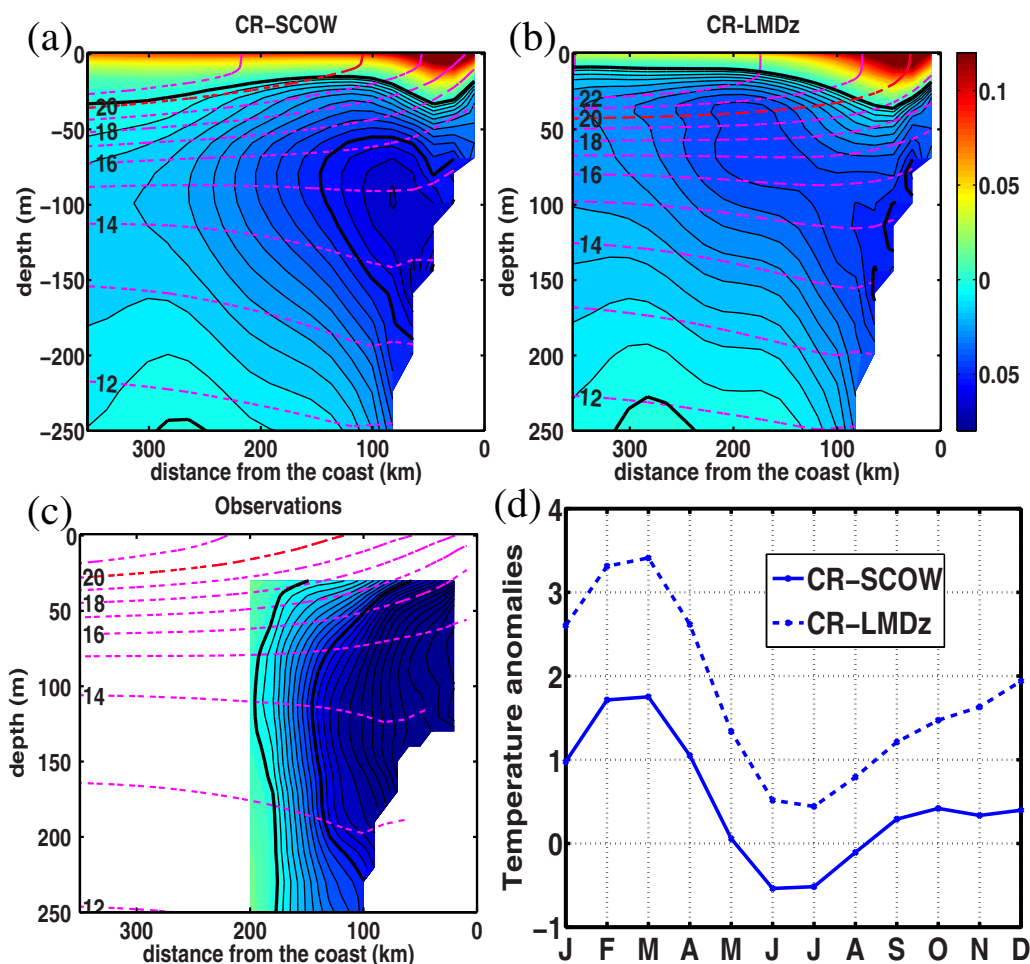 (a) CR−SCOW
0
−50
−100
−150
−200
−250
depth (m)
20
18
16
14
12
300 200 100 0
distance from the coast (km)
(b) CR-LMDz
0
−50
−100
−150
−200
−250
depth (m)
22
20
18
16
14
12
300 200 100 0
distance from the coast (km)
0.1
0.05
0
0.05
(c) Observations
0
50
100
150
200
250
depth (m)
20
18
16
14
12
300 200 100 0
distance from the coast (km)
(d)
4
3
2
1
0
−1
Temperature anomalies
CR−SCOW
CR−LMDz
J F M A M J J A S O N D